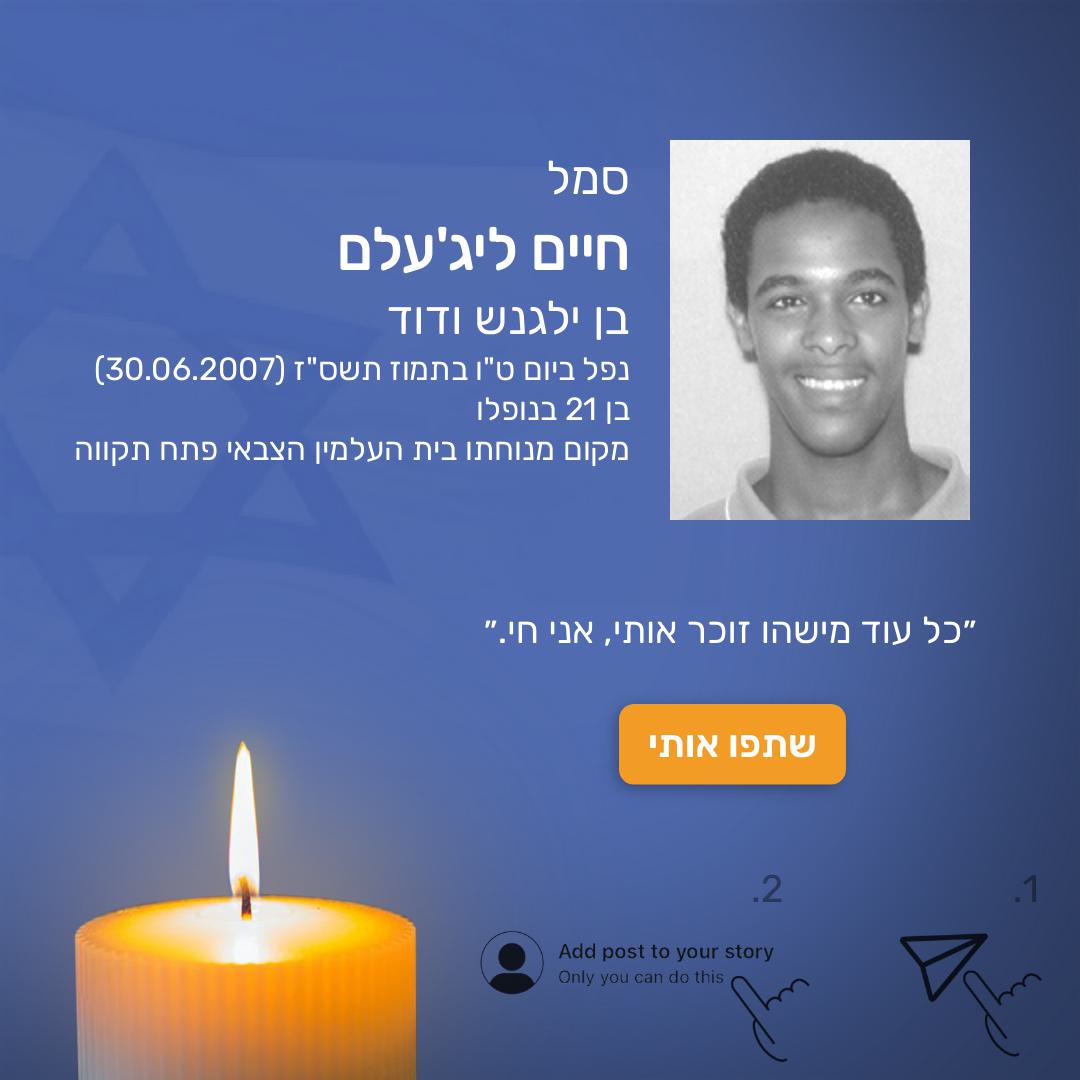 סמל
חיים ליג'עלם
בן ילגנש ודוד
נפל ביום ט"ו בתמוז תשס"ז (30.06.2007)
בן 21 בנופלו
מקום מנוחתו בית העלמין הצבאי פתח תקווה
״כל עוד מישהו זוכר אותי, אני חי.״
שתפו אותי
.1
.2
Add post to your story
Only you can do this